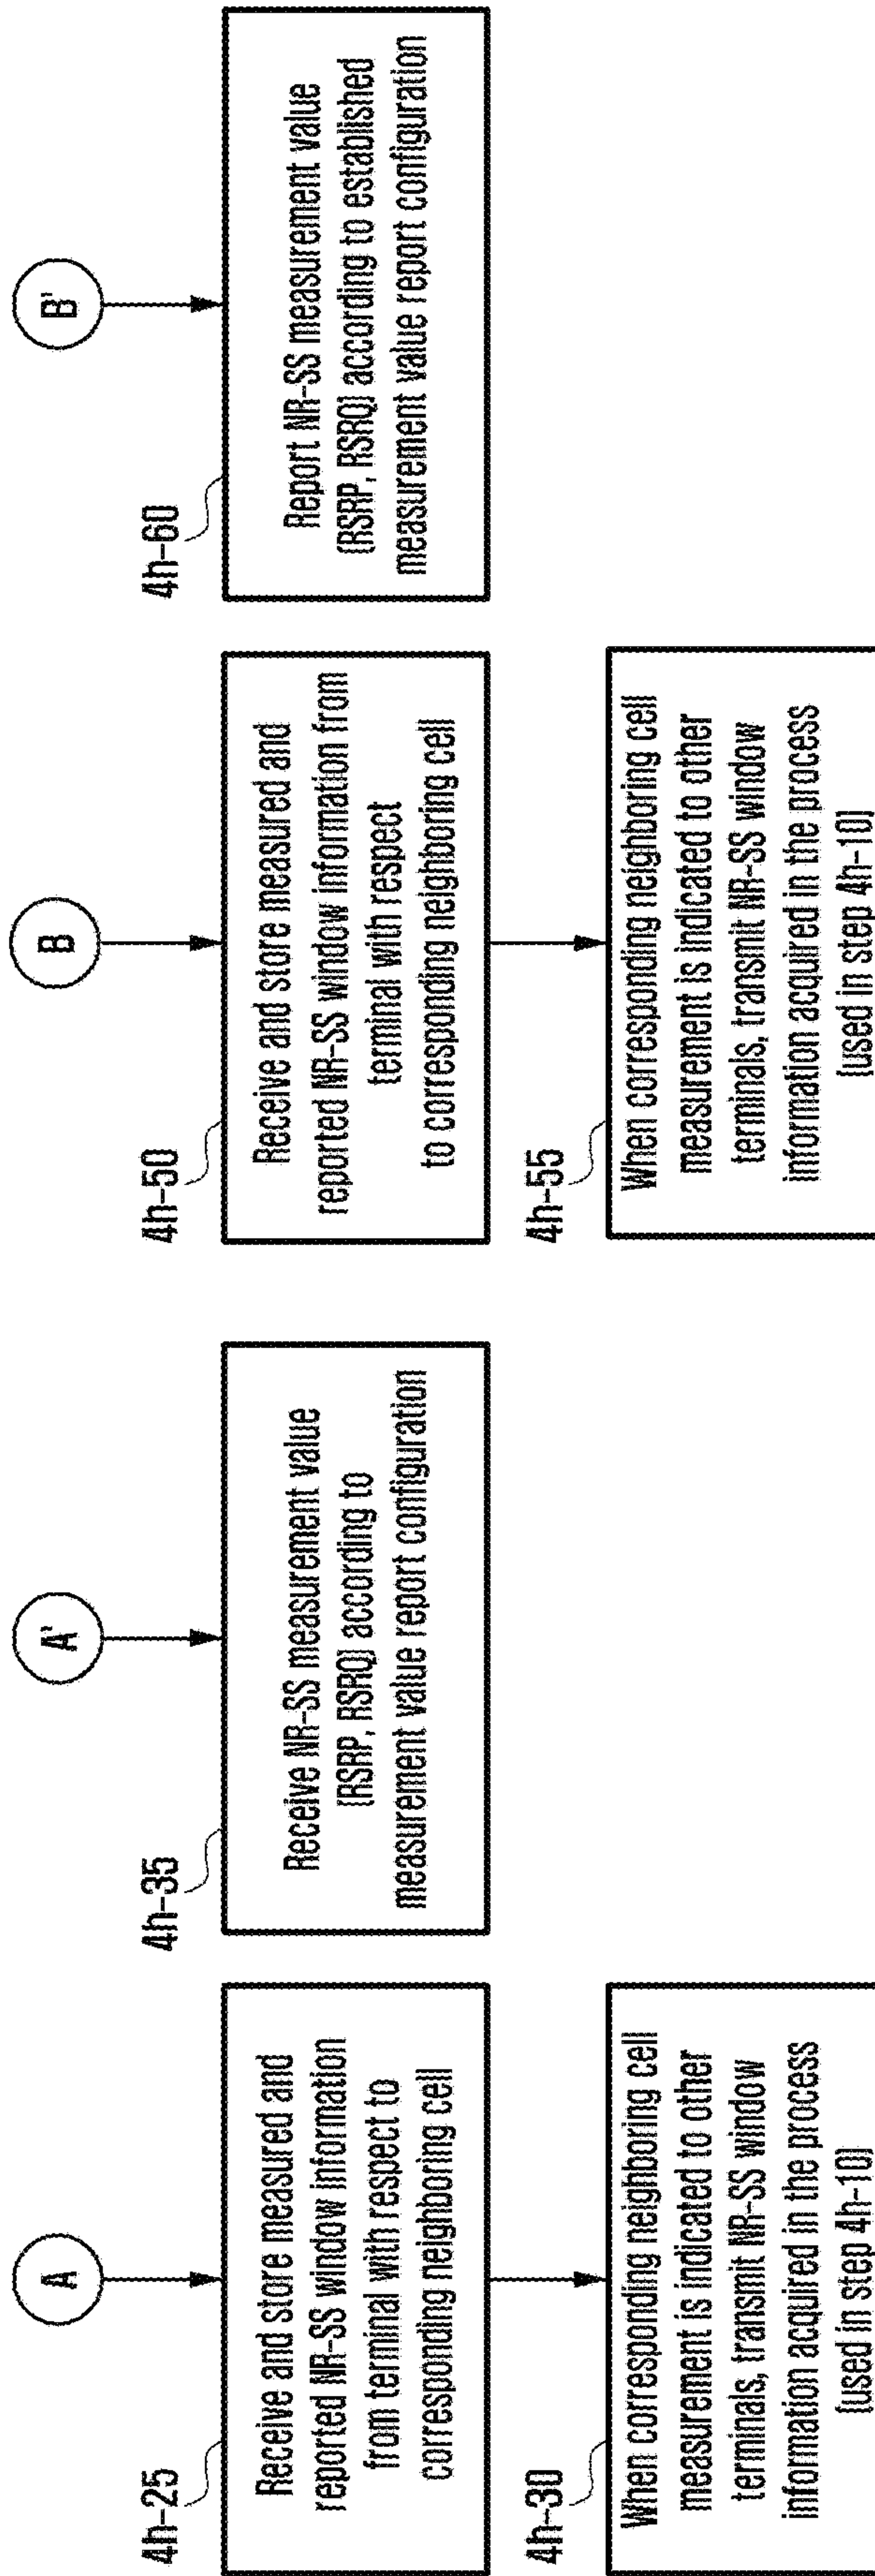 A
4h-25
Receive and store measured and
reported NR-SS window information
from terminal with respect to
corresponding neighboring cell
4h-30
When corresponding neighboring cell
measurement is indicated to other
terminals, transmit NR-SS window
information acquired in the process
(used in step 4h-10)
A'
4h-35
Receive NR-SS measurement value
(RSRP, RSRQ) according to
measurement value report configuration
B
4h-50
Receive and store measured and
reported NR-SS window information from
terminal with respect
to corresponding neighboring cell
4h-55
When corresponding neighboring cell
measurement is indicated to other
terminals, transmit NR-SS window
information acquired in the process
(used in step 4h-10)
B'
4h-60
Report NR-SS measurement value
(RSRP, RSRQ) according to established
measurement value report configuration